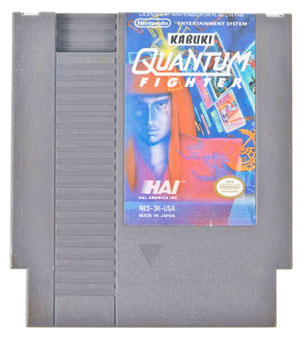 LICENSED BY NINTENDO FOR PLAY ON THE
Nintendo ENTERTAINMENT SYSTEM
KABUKI
QUANTUM
FIGHTER
HAL
HAL AMERICA INC.
NES-3K-USA
MADE IN JAPAN